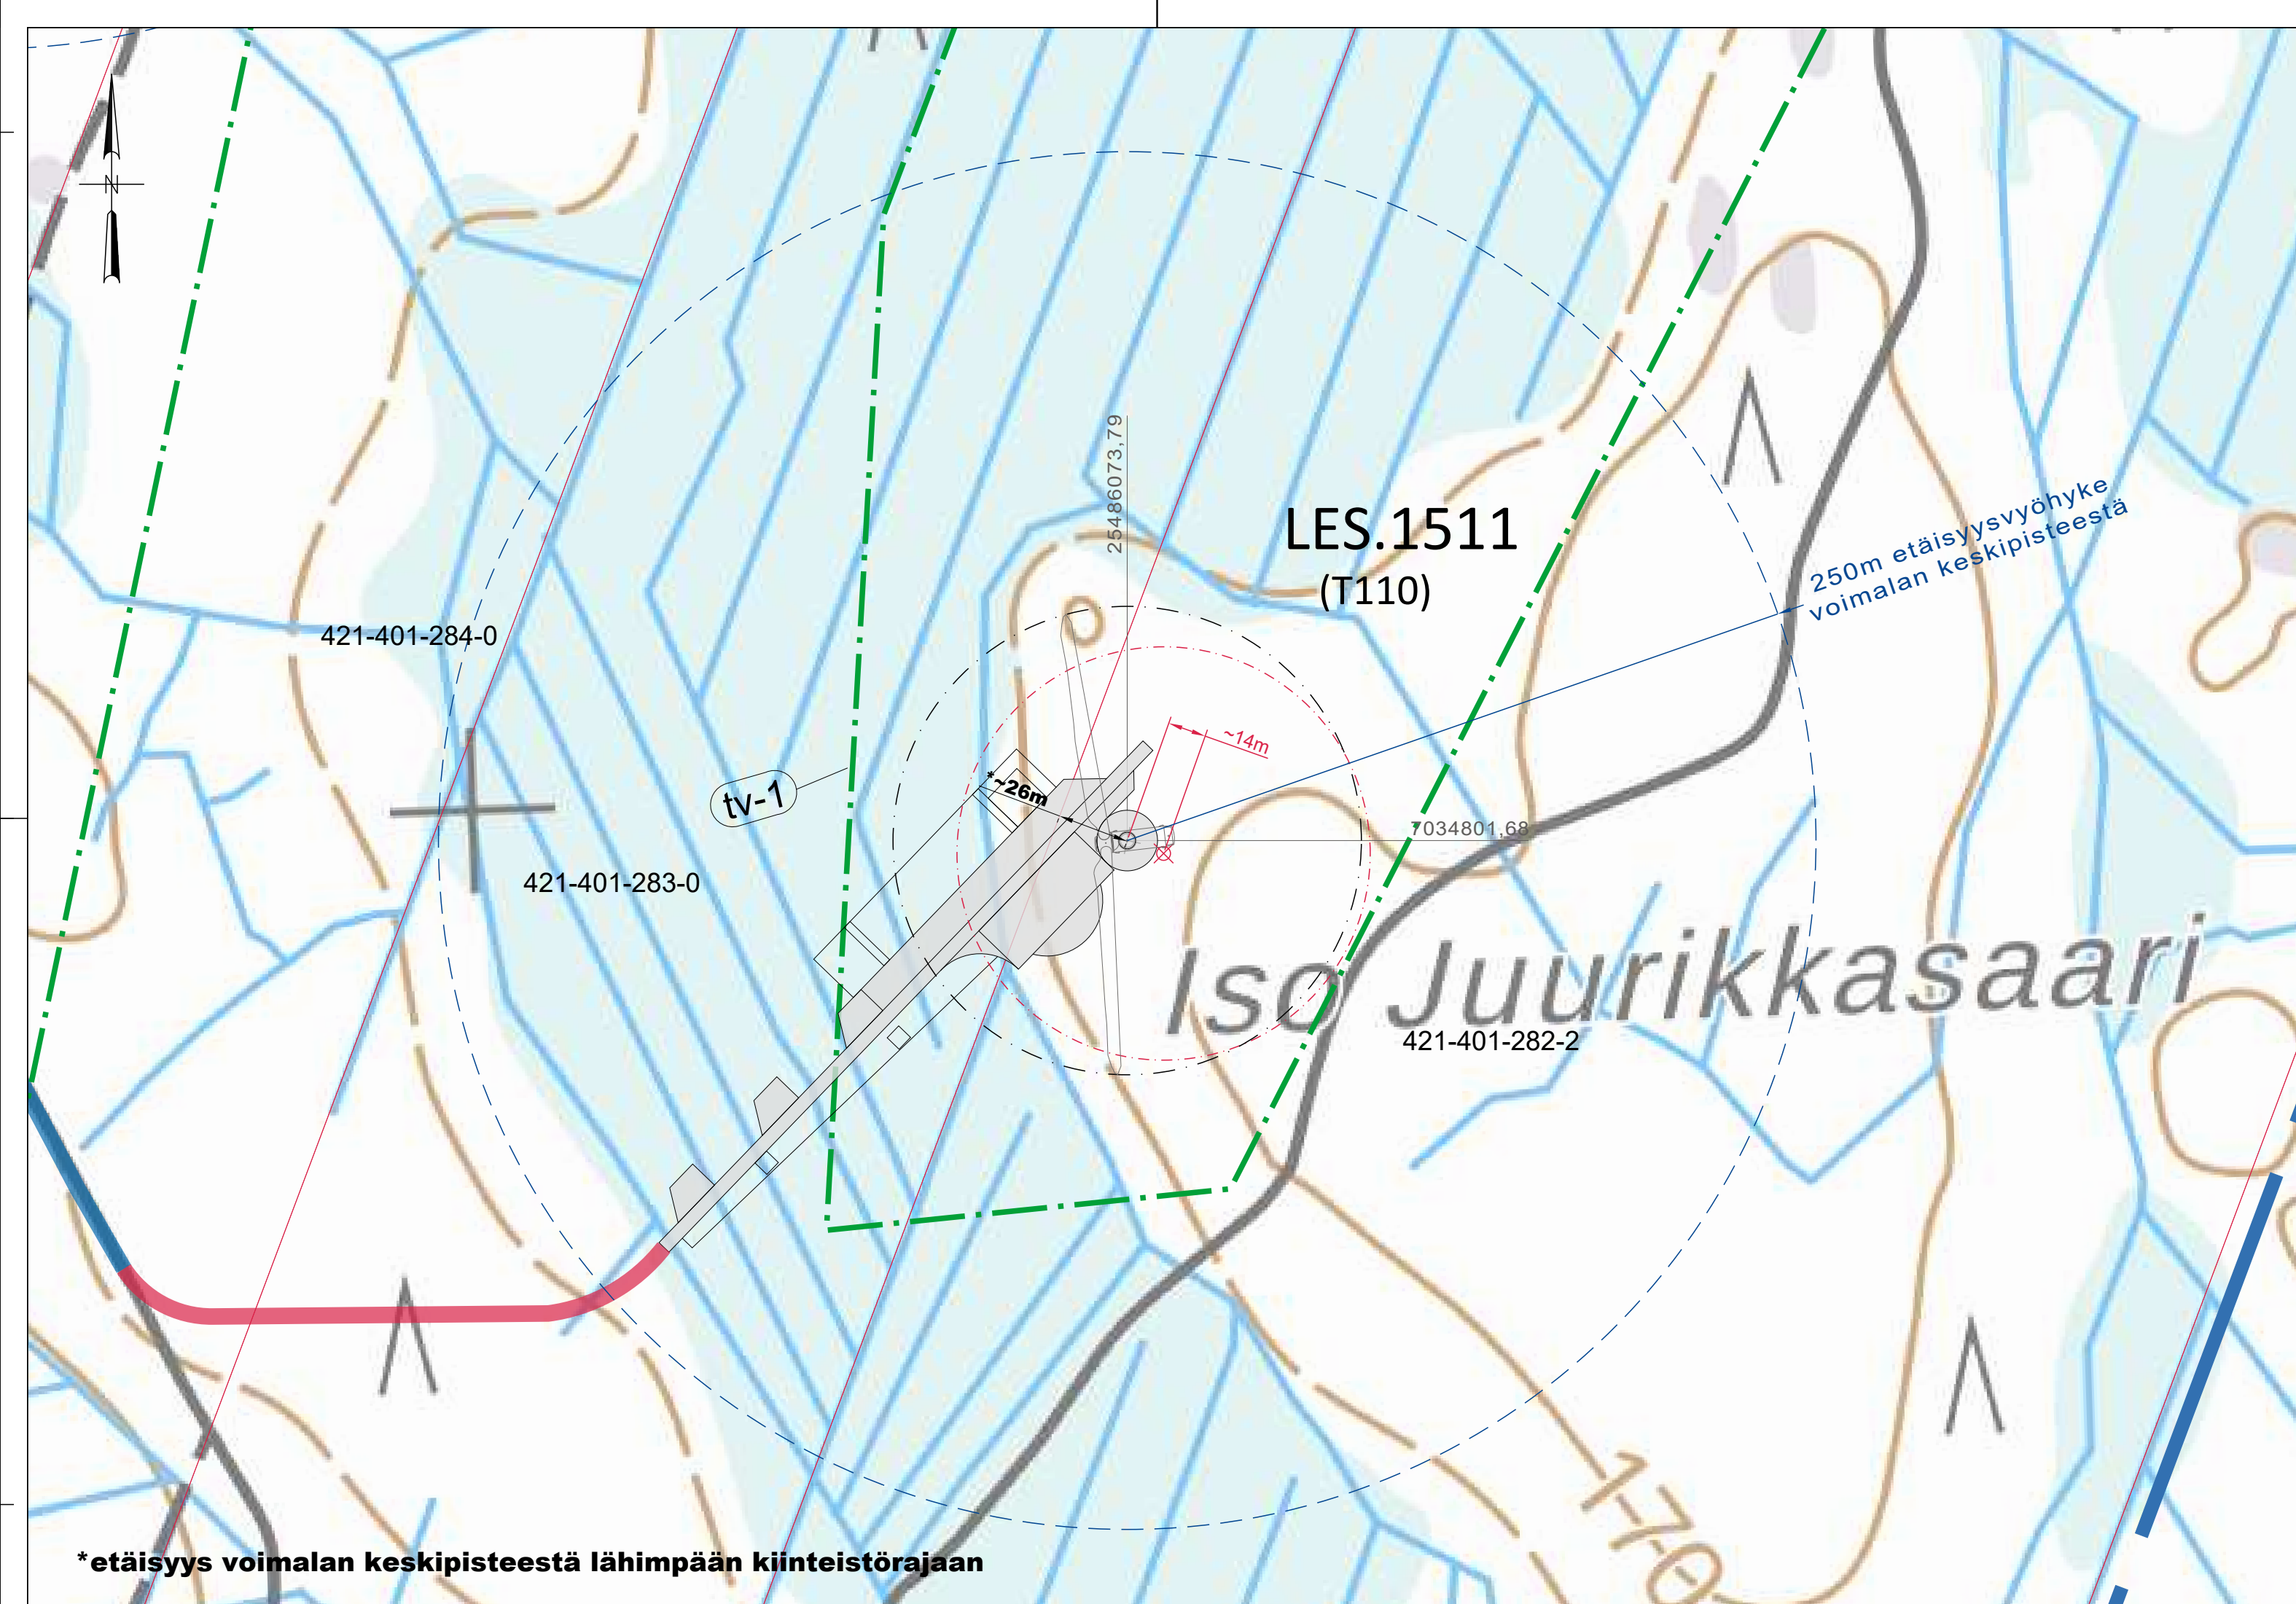 N
25486073,79
LES.1511
(T110)
250m etäisyysvyöhyke
voimalan keskipisteestä
421-401-284-0
~14m
*~26m
tv-1
7034801,68
421-401-283-0
Iso Juurikkasaari
421-401-282-2
170
*etäisyys voimalan keskipisteestä lähimpään kiinteistörajaan